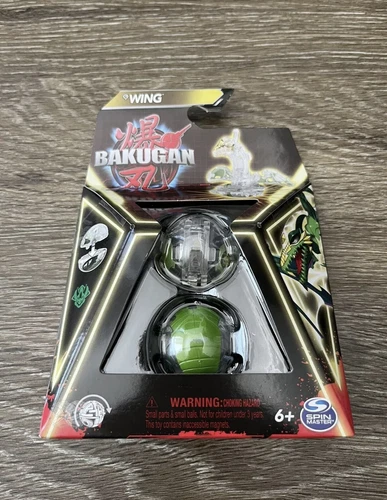 WING
爆
BAKUGAN
刃
WARNING: CHOKING HAZARD
Small parts & small balls. Not for children under 3 years.
This toy contains inaccessible magnets.
6+
SPIN
MASTER